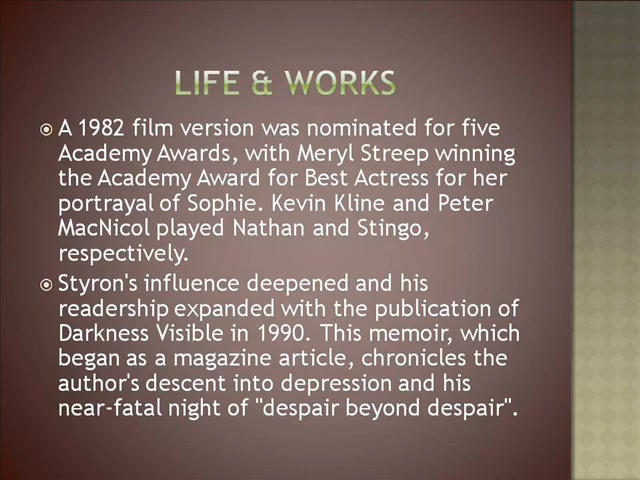 LIFE & WORKS
A 1982 film version was nominated for five
Academy Awards, with Meryl Streep winning
the Academy Award for Best Actress for her
portrayal of Sophie. Kevin Kline and Peter
MacNicol played Nathan and Stingo,
respectively.
Styron's influence deepened and his
readership expanded with the publication of
Darkness Visible in 1990. This memoir, which
began as a magazine article, chronicles the
author's descent into depression and his
near-fatal night of "despair beyond despair".